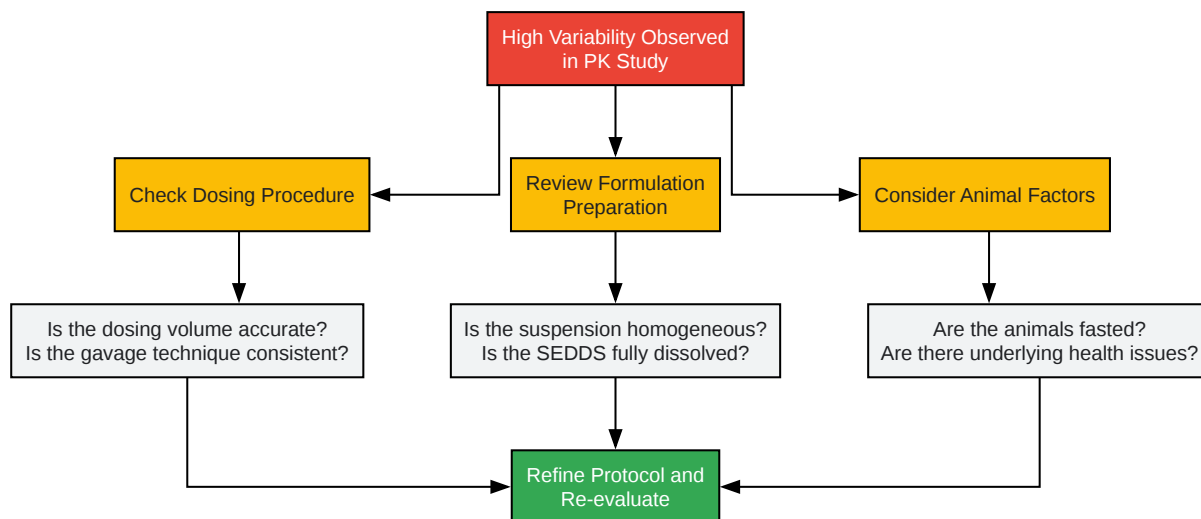 High Variability Observed
in PK Study
Check Dosing Procedure
Review Formulation
Preparation
Consider Animal Factors
Is the dosing volume accurate?
Is the gavage technique consistent?
Is the suspension homogeneous?
Is the SEDDS fully dissolved?
Are the animals fasted?
Are there underlying health issues?
Refine Protocol and
Re-evaluate